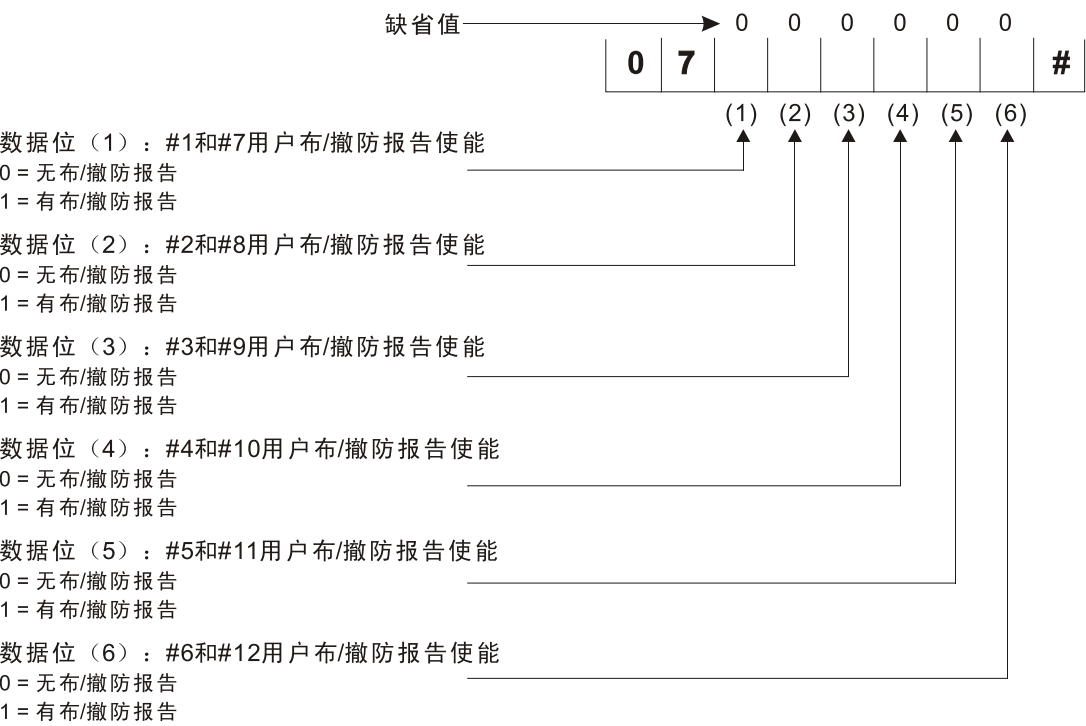 缺省值 0 0 0 0 0 0
0 7 #
(1) (2) (3) (4) (5) (6)
数据位（1）：#1和#7用户布/撤防报告使能
0 = 无布/撤防报告
1 = 有布/撤防报告
数据位（2）：#2和#8用户布/撤防报告使能
0 = 无布/撤防报告
1 = 有布/撤防报告
数据位（3）：#3和#9用户布/撤防报告使能
0 = 无布/撤防报告
1 = 有布/撤防报告
数据位（4）：#4和#10用户布/撤防报告使能
0 = 无布/撤防报告
1 = 有布/撤防报告
数据位（5）：#5和#11用户布/撤防报告使能
0 = 无布/撤防报告
1 = 有布/撤防报告
数据位（6）：#6和#12用户布/撤防报告使能
0 = 无布/撤防报告
1 = 有布/撤防报告